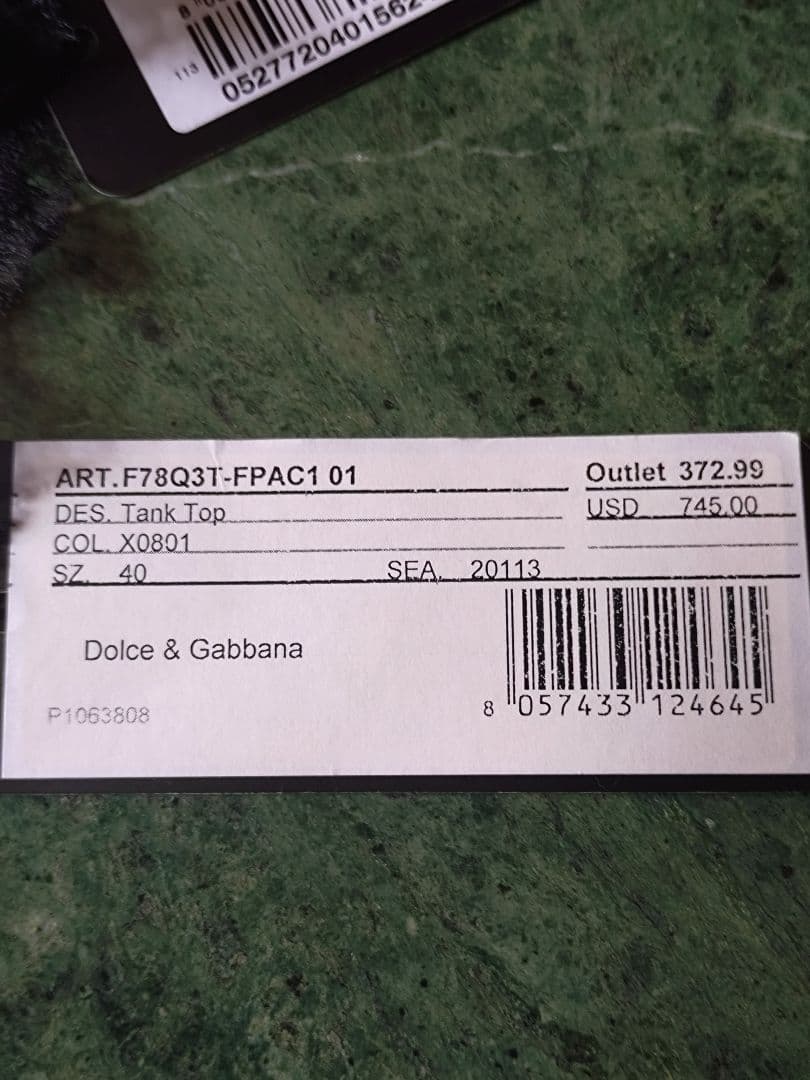 113
ART.F78Q3T-FPAC1 01
Outlet 372.99
DES. Tank Top
USD 745.00
COL. X0801
SZ. 40 SEA. 20113
Dolce & Gabbana
P1063808
8 057433 124645